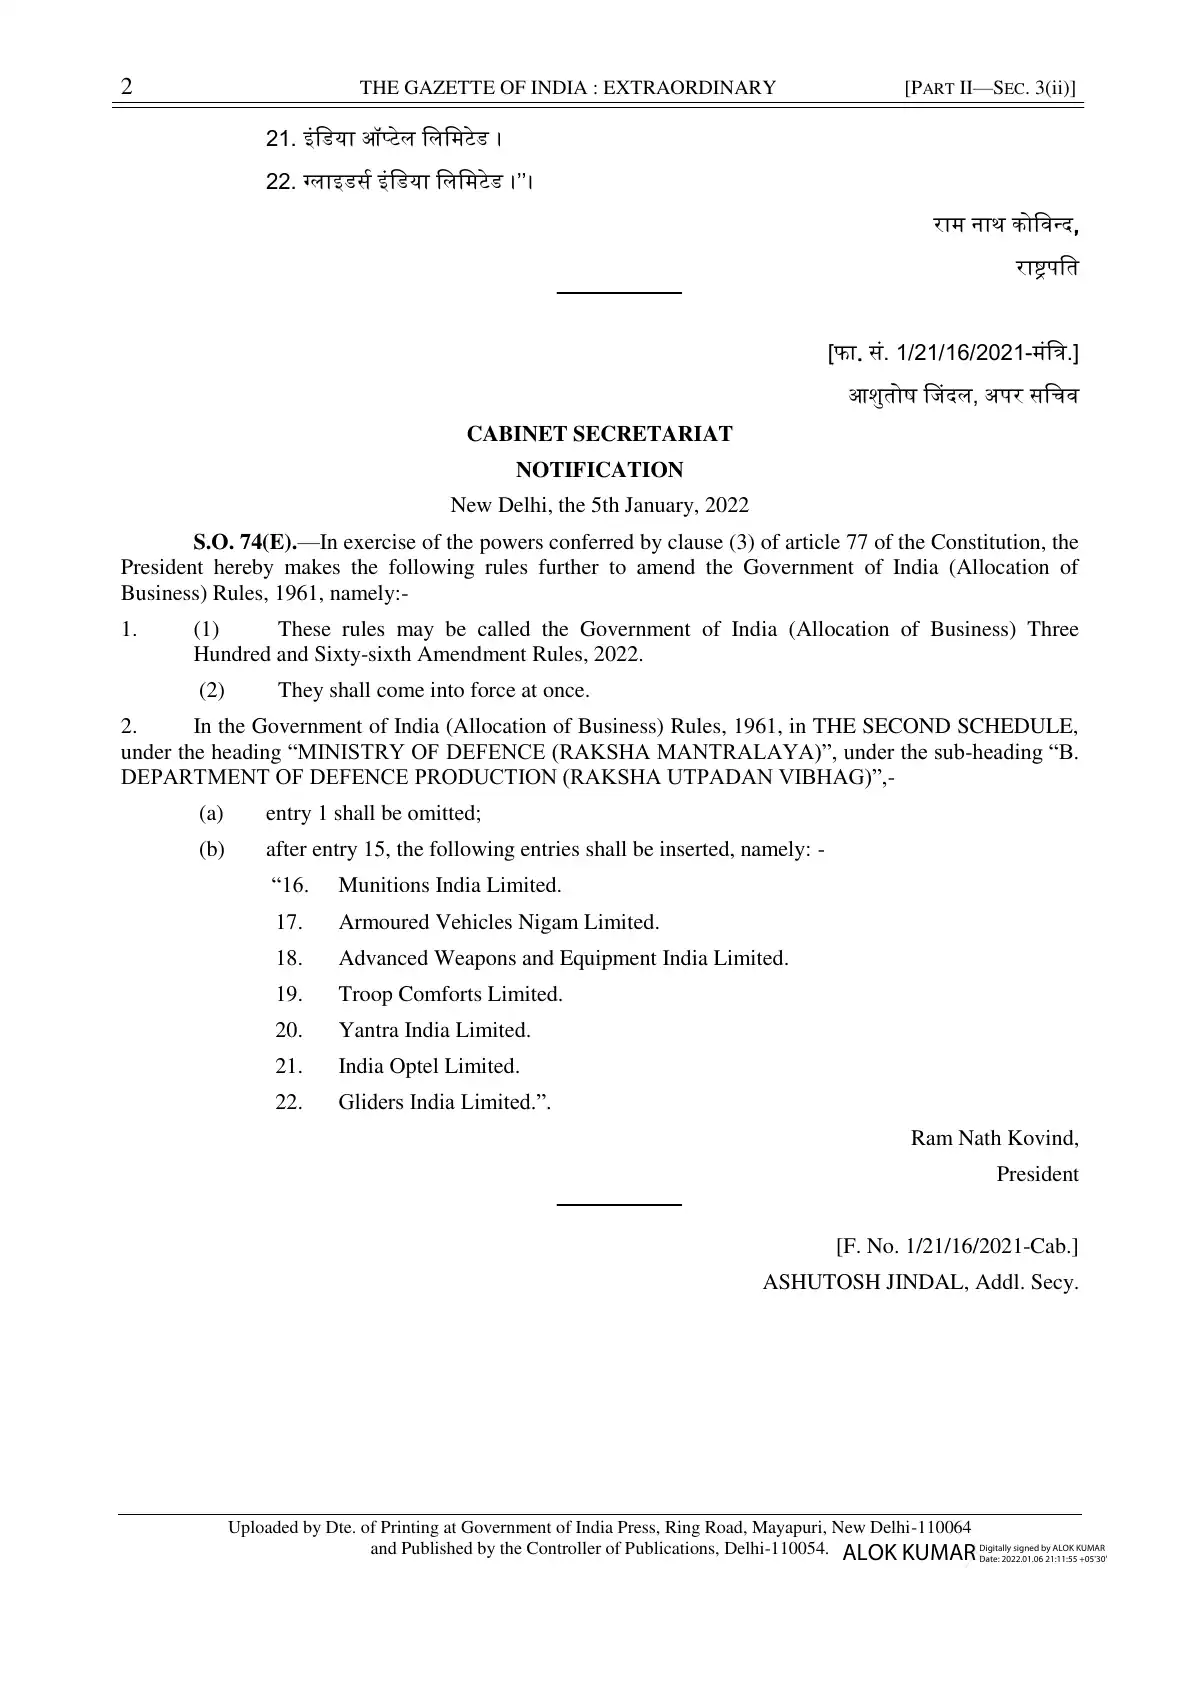 2 THE GAZETTE OF INDIA : EXTRAORDINARY [PART II—SEC. 3(ii)]
21. इंडिया ऑप्टेल लिमिटेड ।
22. ग्लाइडर्स इंडिया लिमिटेड ।”।
राम नाथ कोविन्द,
राष्ट्रपति
[फा. सं. 1/21/16/2021-मंत्रि.]
आशुतोष जिंदल, अपर सचिव
CABINET SECRETARIAT
NOTIFICATION
New Delhi, the 5th January, 2022
S.O. 74(E).—In exercise of the powers conferred by clause (3) of article 77 of the Constitution, the
President hereby makes the following rules further to amend the Government of India (Allocation of
Business) Rules, 1961, namely:-
1. (1) These rules may be called the Government of India (Allocation of Business) Three
Hundred and Sixty-sixth Amendment Rules, 2022.
(2) They shall come into force at once.
2. In the Government of India (Allocation of Business) Rules, 1961, in THE SECOND SCHEDULE,
under the heading “MINISTRY OF DEFENCE (RAKSHA MANTRALAYA)”, under the sub-heading “B.
DEPARTMENT OF DEFENCE PRODUCTION (RAKSHA UTPADAN VIBHAG)”,-
(a) entry 1 shall be omitted;
(b) after entry 15, the following entries shall be inserted, namely: -
“16. Munitions India Limited.
17. Armoured Vehicles Nigam Limited.
18. Advanced Weapons and Equipment India Limited.
19. Troop Comforts Limited.
20. Yantra India Limited.
21. India Optel Limited.
22. Gliders India Limited.”.
Ram Nath Kovind,
President
[F. No. 1/21/16/2021-Cab.]
ASHUTOSH JINDAL, Addl. Secy.
Uploaded by Dte. of Printing at Government of India Press, Ring Road, Mayapuri, New Delhi-110064
and Published by the Controller of Publications, Delhi-110054.
ALOK KUMAR
Digitally signed by ALOK KUMAR
Date: 2022.01.06 21:11:55 +05'30'